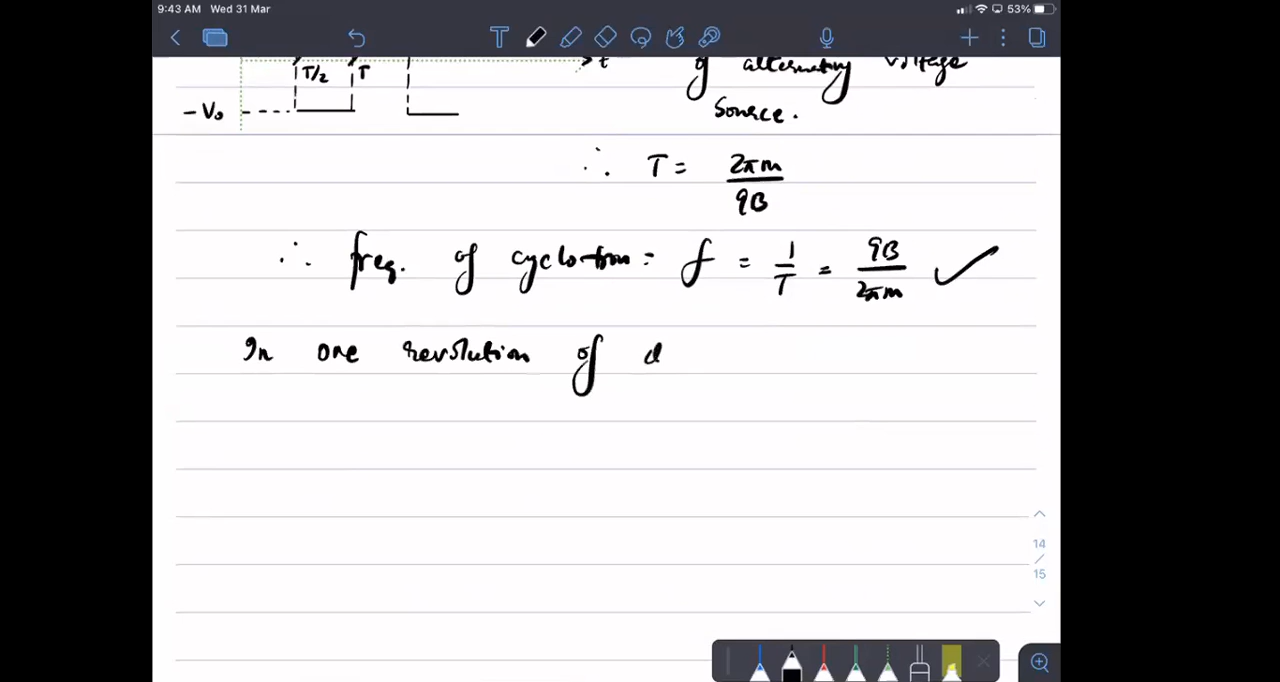 9:43 AM Wed 31 Mar 53%
T/2 T t of alternating voltage
-V₀ source.
∴ T = 2πm / qB
∴ freq. of cyclotron = f = 1/T = qB / 2πm ✓
In one revolution of d
14
/
15